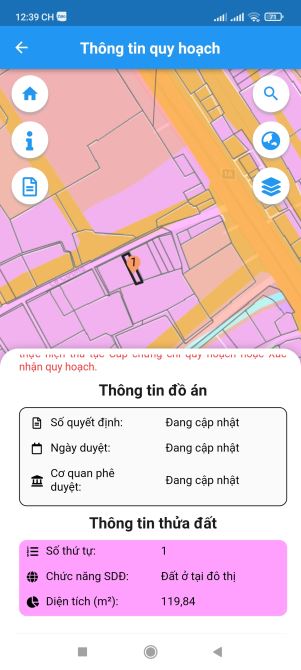 12:39 CH
71
Thông tin quy hoạch
1A
1
thực hiện thủ tục Cấp chứng chỉ quy hoạch hoặc Xác
nhận quy hoạch.
Thông tin đồ án
Số quyết định: Đang cập nhật
Ngày duyệt: Đang cập nhật
Cơ quan phê Đang cập nhật
duyệt:
Thông tin thửa đất
Số thứ tự: 1
Chức năng SDĐ: Đất ở tại đô thị
Diện tích (m²): 119,84